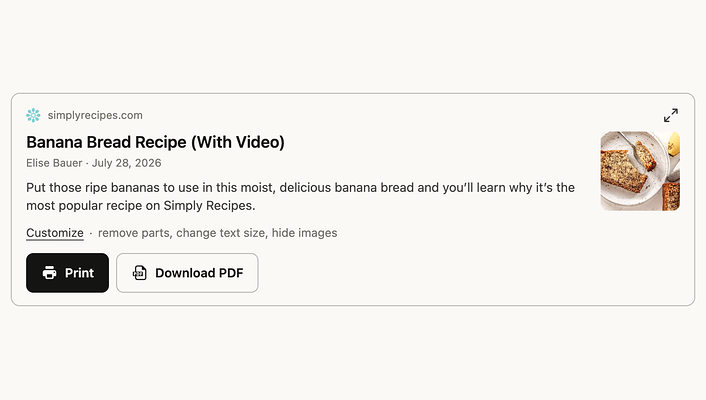 simplyrecipes.com
Banana Bread Recipe (With Video)
Elise Bauer · July 28, 2026
Put those ripe bananas to use in this moist, delicious banana bread and you’ll learn why it’s the
most popular recipe on Simply Recipes.
Customize · remove parts, change text size, hide images
Print
PDF Download PDF